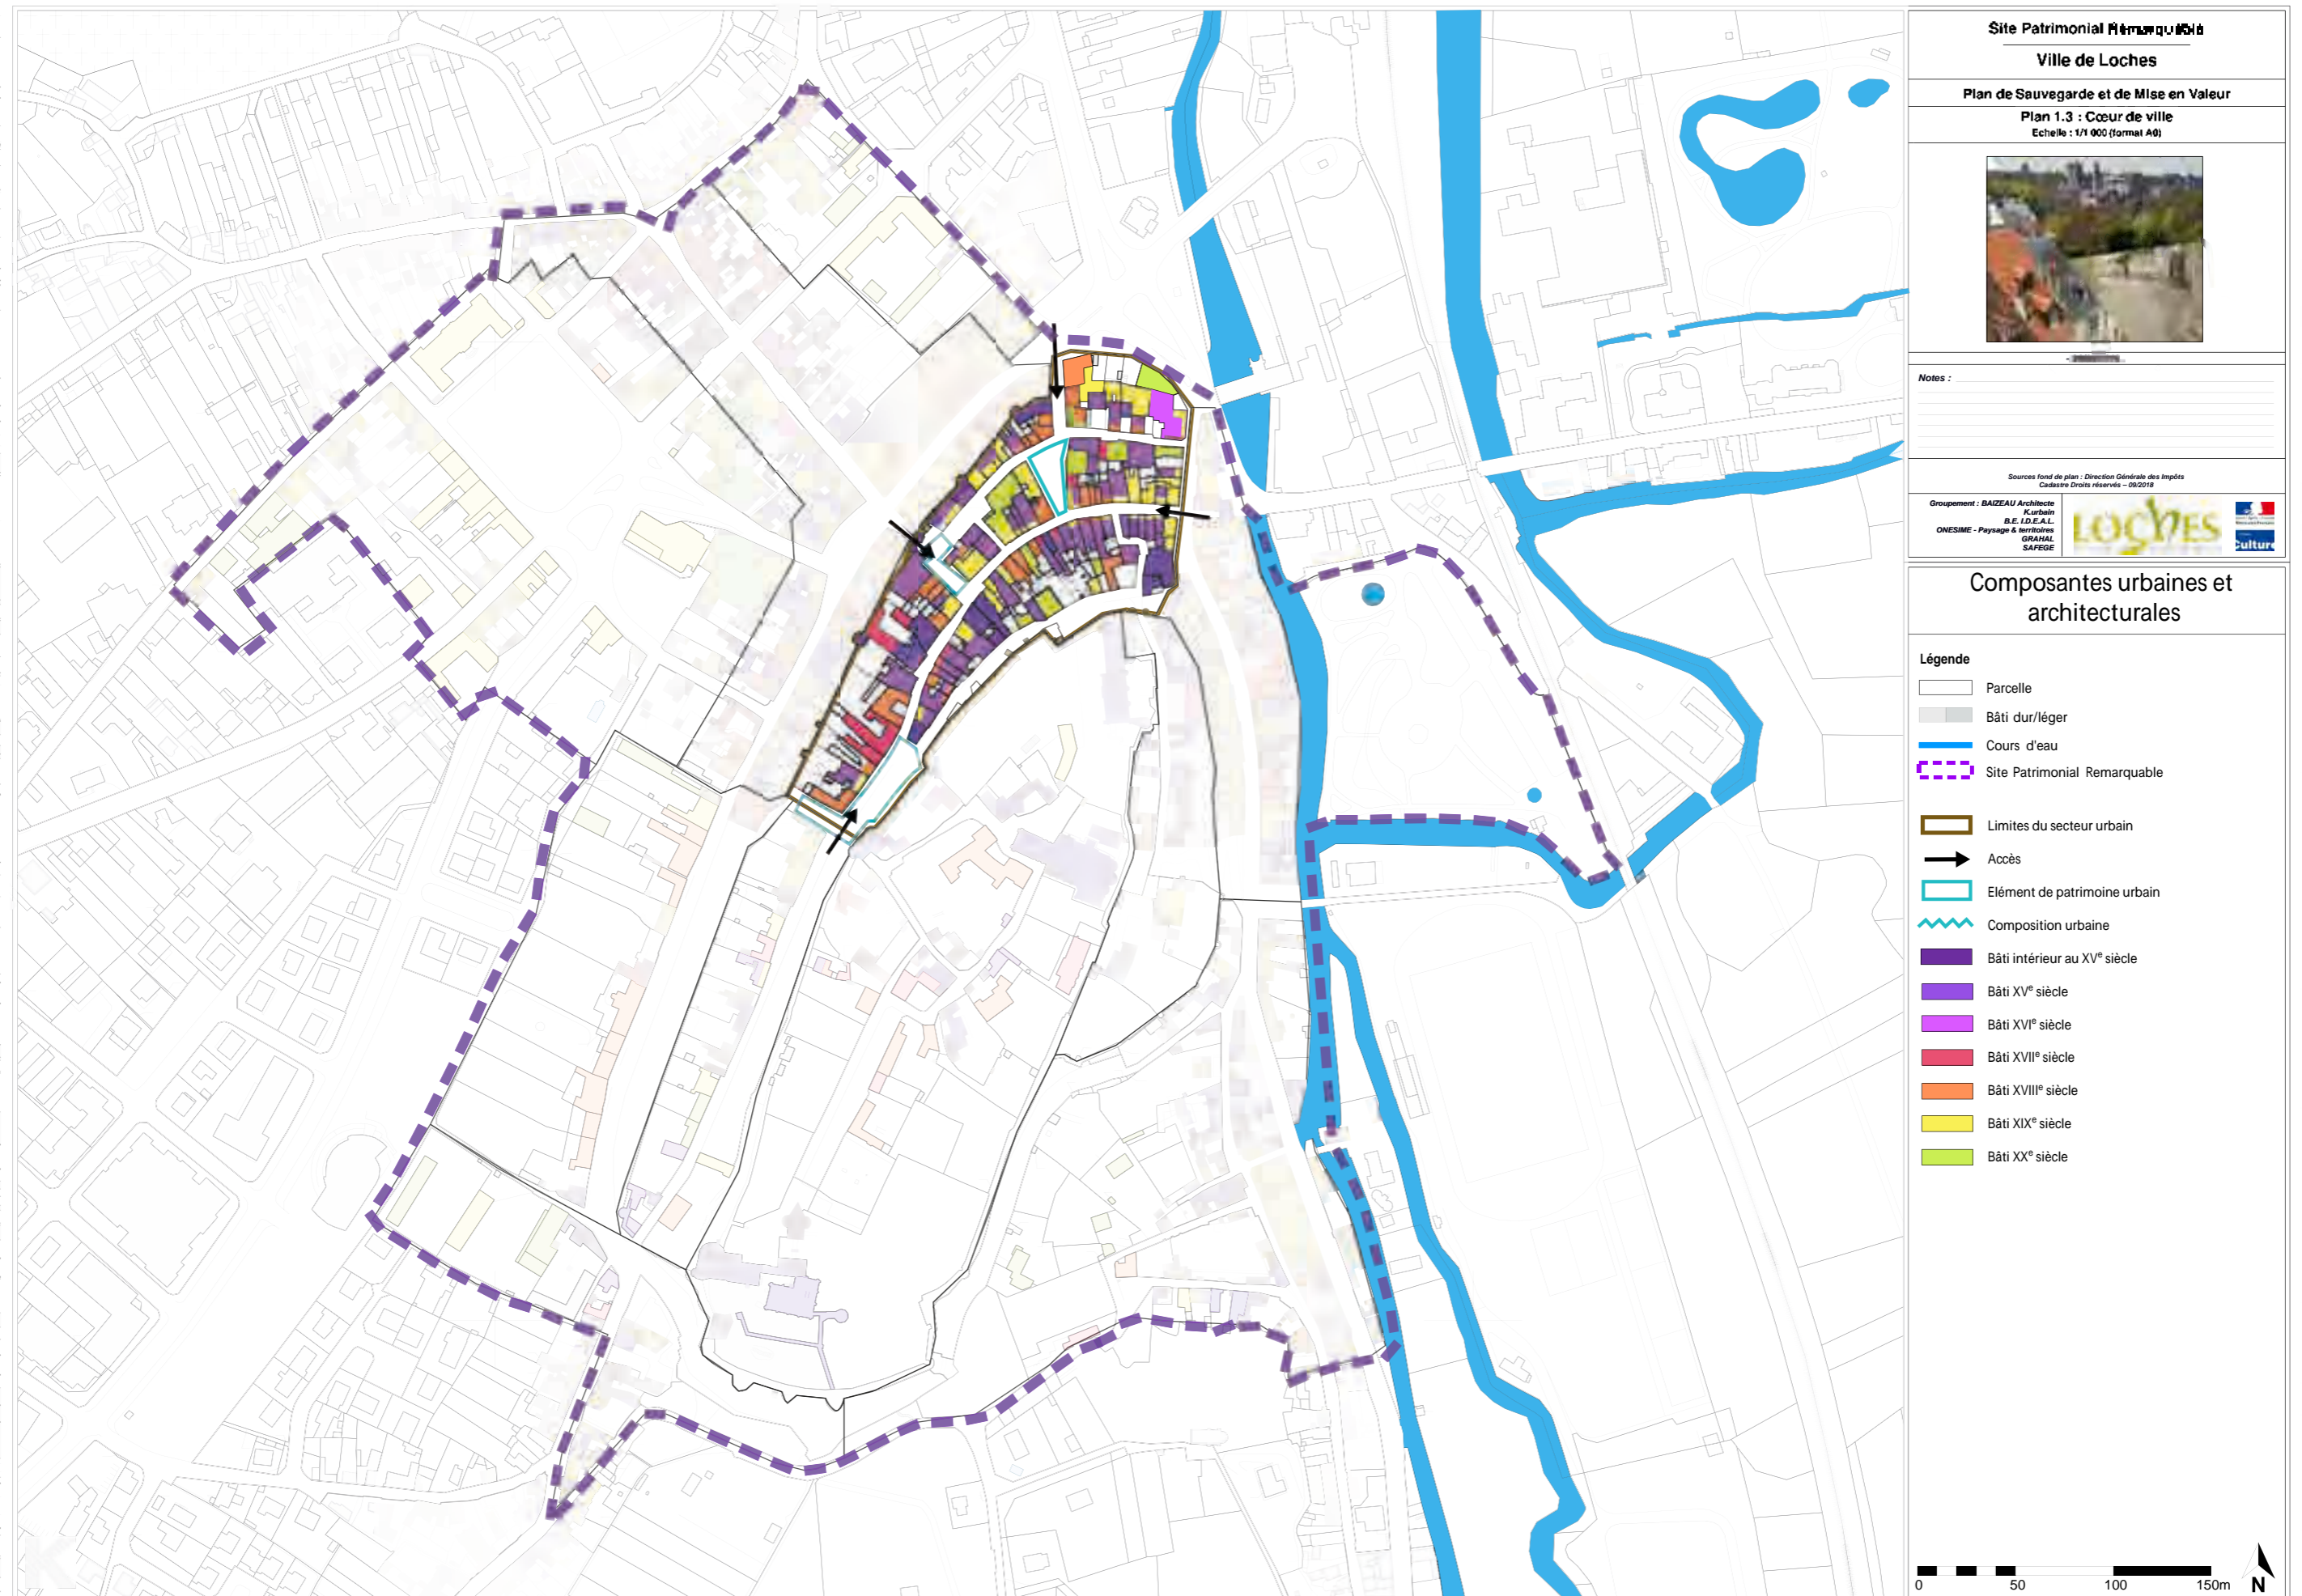 Site Patrimonial
Ville de Loches
Plan de Sauvegarde et de Mise en Valeur
Plan 1.3 : Cœur de ville
Echelle : 1/1 000 (format A0)
Notes :
Sources fond de plan : Direction Générale des Impôts
Cadastre Droits réservés – 09/2018
Groupement : BAIZEAU Architecte
K.urbain
B.E. I.D.E.A.L.
ONESIME - Paysage & territoires
GRAHAL
SAFEGE
LOCHES
Culture
Composantes urbaines et
architecturales
Légende
Parcelle
Bâti dur/léger
Cours d'eau
Site Patrimonial Remarquable
Limites du secteur urbain
Accès
Elément de patrimoine urbain
Composition urbaine
Bâti intérieur au XVe siècle
Bâti XVe siècle
Bâti XVIe siècle
Bâti XVIIe siècle
Bâti XVIIIe siècle
Bâti XIXe siècle
Bâti XXe siècle
0 50 100 150m
N